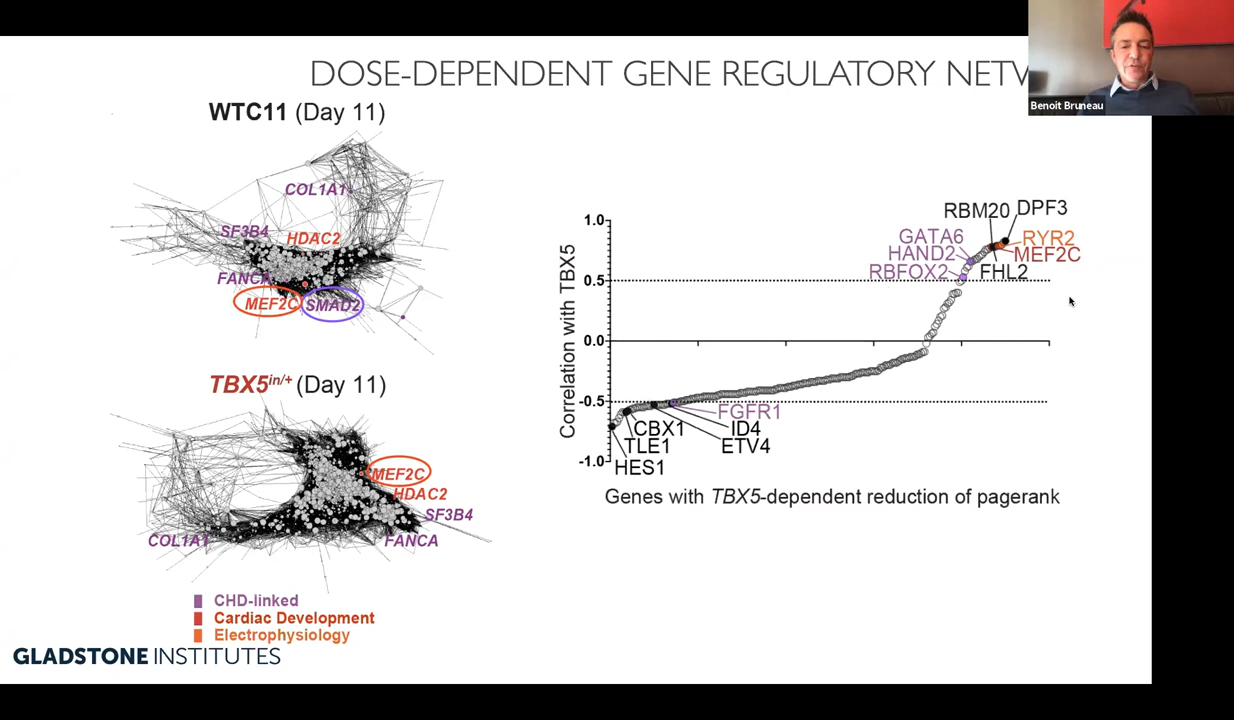 DOSE-DEPENDENT GENE REGULATORY NETW
Benoit Bruneau
WTC11 (Day 11)
COL1A1
SF3B4
HDAC2
FANCA
MEF2C
SMAD2
TBX5in/+ (Day 11)
MEF2C
HDAC2
SF3B4
COL1A1
FANCA
CHD-linked
Cardiac Development
Electrophysiology
Correlation with TBX5
1.0
0.5
0.0
-0.5
-1.0
RBM20 DPF3
GATA6 RYR2
HAND2 MEF2C
RBFOX2 FHL2
FGFR1
CBX1 ID4
TLE1 ETV4
HES1
Genes with TBX5-dependent reduction of pagerank
GLADSTONE INSTITUTES